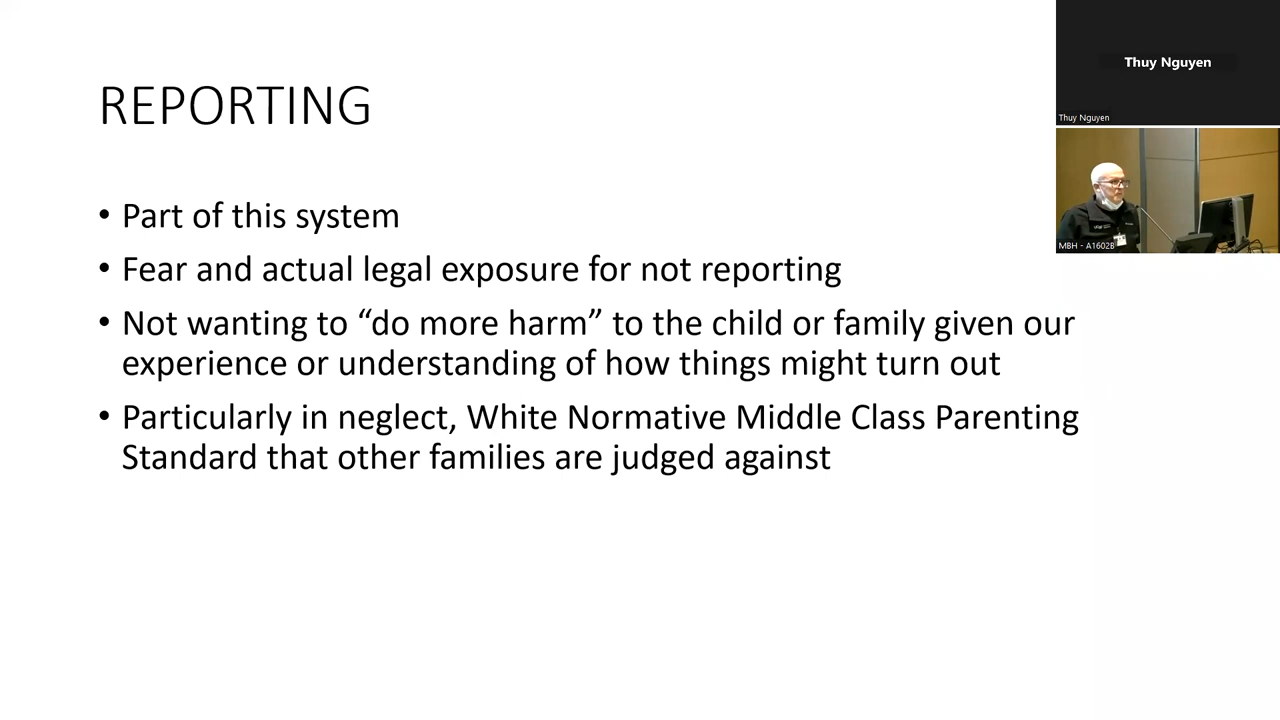 REPORTING
• Part of this system
• Fear and actual legal exposure for not reporting
• Not wanting to “do more harm” to the child or family given our
experience or understanding of how things might turn out
• Particularly in neglect, White Normative Middle Class Parenting
Standard that other families are judged against
Thuy Nguyen
Thuy Nguyen
MBH - A1602B